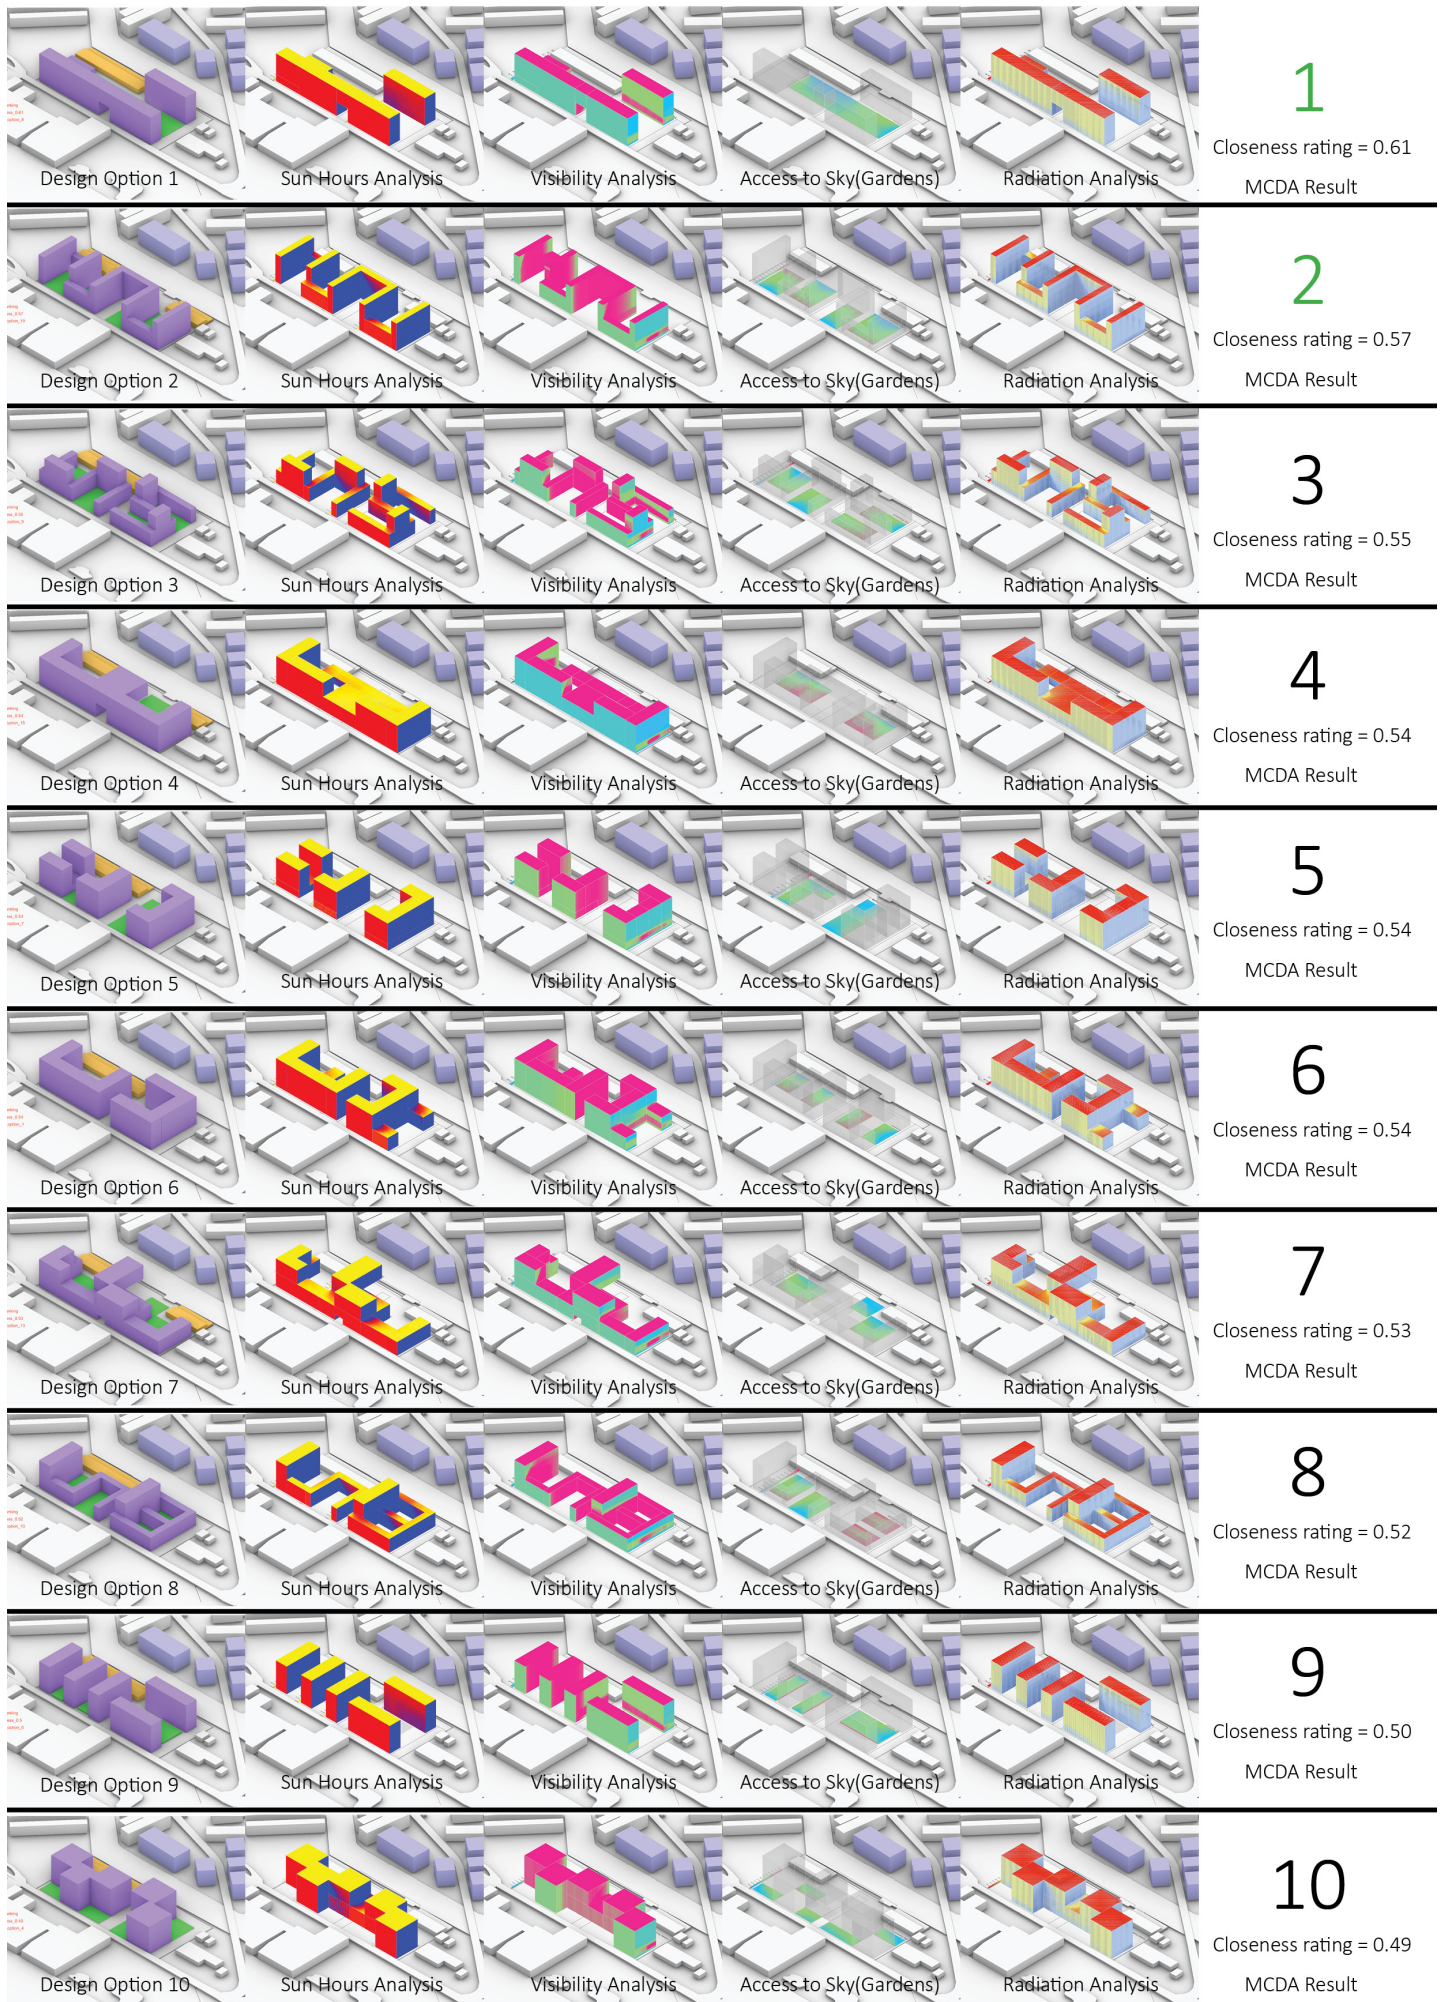 1
Closeness rating = 0.61
MCDA Result
Design Option 1
Sun Hours Analysis
Visibility Analysis
Access to Sky(Gardens)
Radiation Analysis
2
Closeness rating = 0.57
MCDA Result
Design Option 2
Sun Hours Analysis
Visibility Analysis
Access to Sky(Gardens)
Radiation Analysis
3
Closeness rating = 0.55
MCDA Result
Design Option 3
Sun Hours Analysis
Visibility Analysis
Access to Sky(Gardens)
Radiation Analysis
4
Closeness rating = 0.54
MCDA Result
Design Option 4
Sun Hours Analysis
Visibility Analysis
Access to Sky(Gardens)
Radiation Analysis
5
Closeness rating = 0.54
MCDA Result
Design Option 5
Sun Hours Analysis
Visibility Analysis
Access to Sky(Gardens)
Radiation Analysis
6
Closeness rating = 0.54
MCDA Result
Design Option 6
Sun Hours Analysis
Visibility Analysis
Access to Sky(Gardens)
Radiation Analysis
7
Closeness rating = 0.53
MCDA Result
Design Option 7
Sun Hours Analysis
Visibility Analysis
Access to Sky(Gardens)
Radiation Analysis
8
Closeness rating = 0.52
MCDA Result
Design Option 8
Sun Hours Analysis
Visibility Analysis
Access to Sky(Gardens)
Radiation Analysis
9
Closeness rating = 0.50
MCDA Result
Design Option 9
Sun Hours Analysis
Visibility Analysis
Access to Sky(Gardens)
Radiation Analysis
10
Closeness rating = 0.49
MCDA Result
Design Option 10
Sun Hours Analysis
Visibility Analysis
Access to Sky(Gardens)
Radiation Analysis